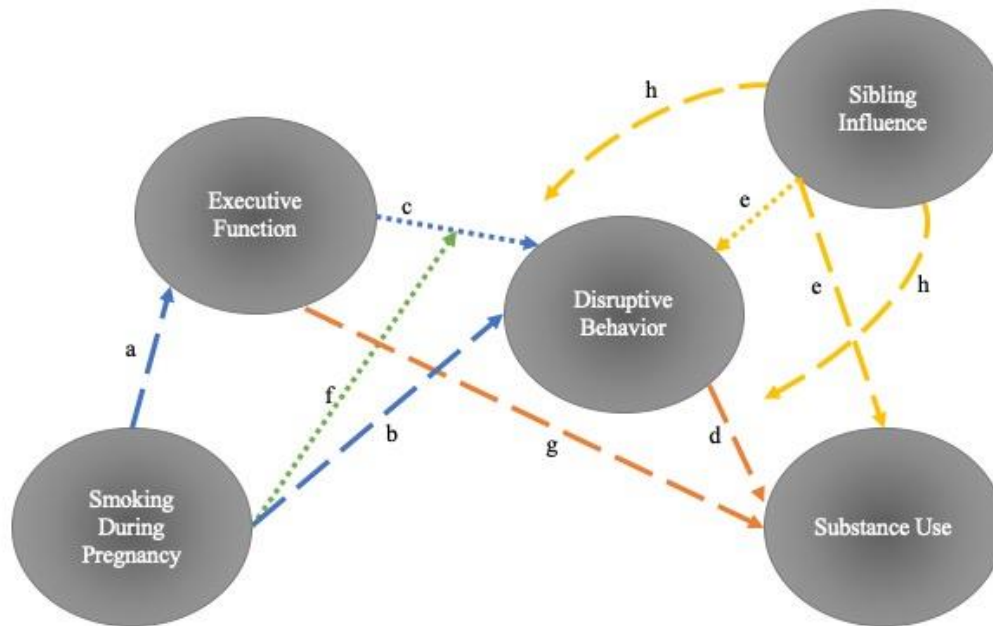 Sibling
Influence
h
Executive
Function
c
e
e
h
Disruptive
Behavior
a
f
b
g
d
Smoking
During
Pregnancy
Substance Use